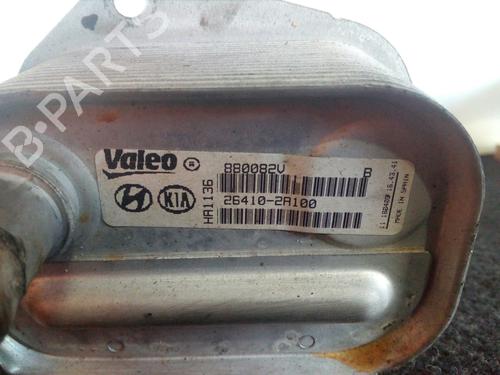 B-PARTS
Valeo ®
880082V B
HA1136
KIA
26410-2A100
MADE IN SPAIN